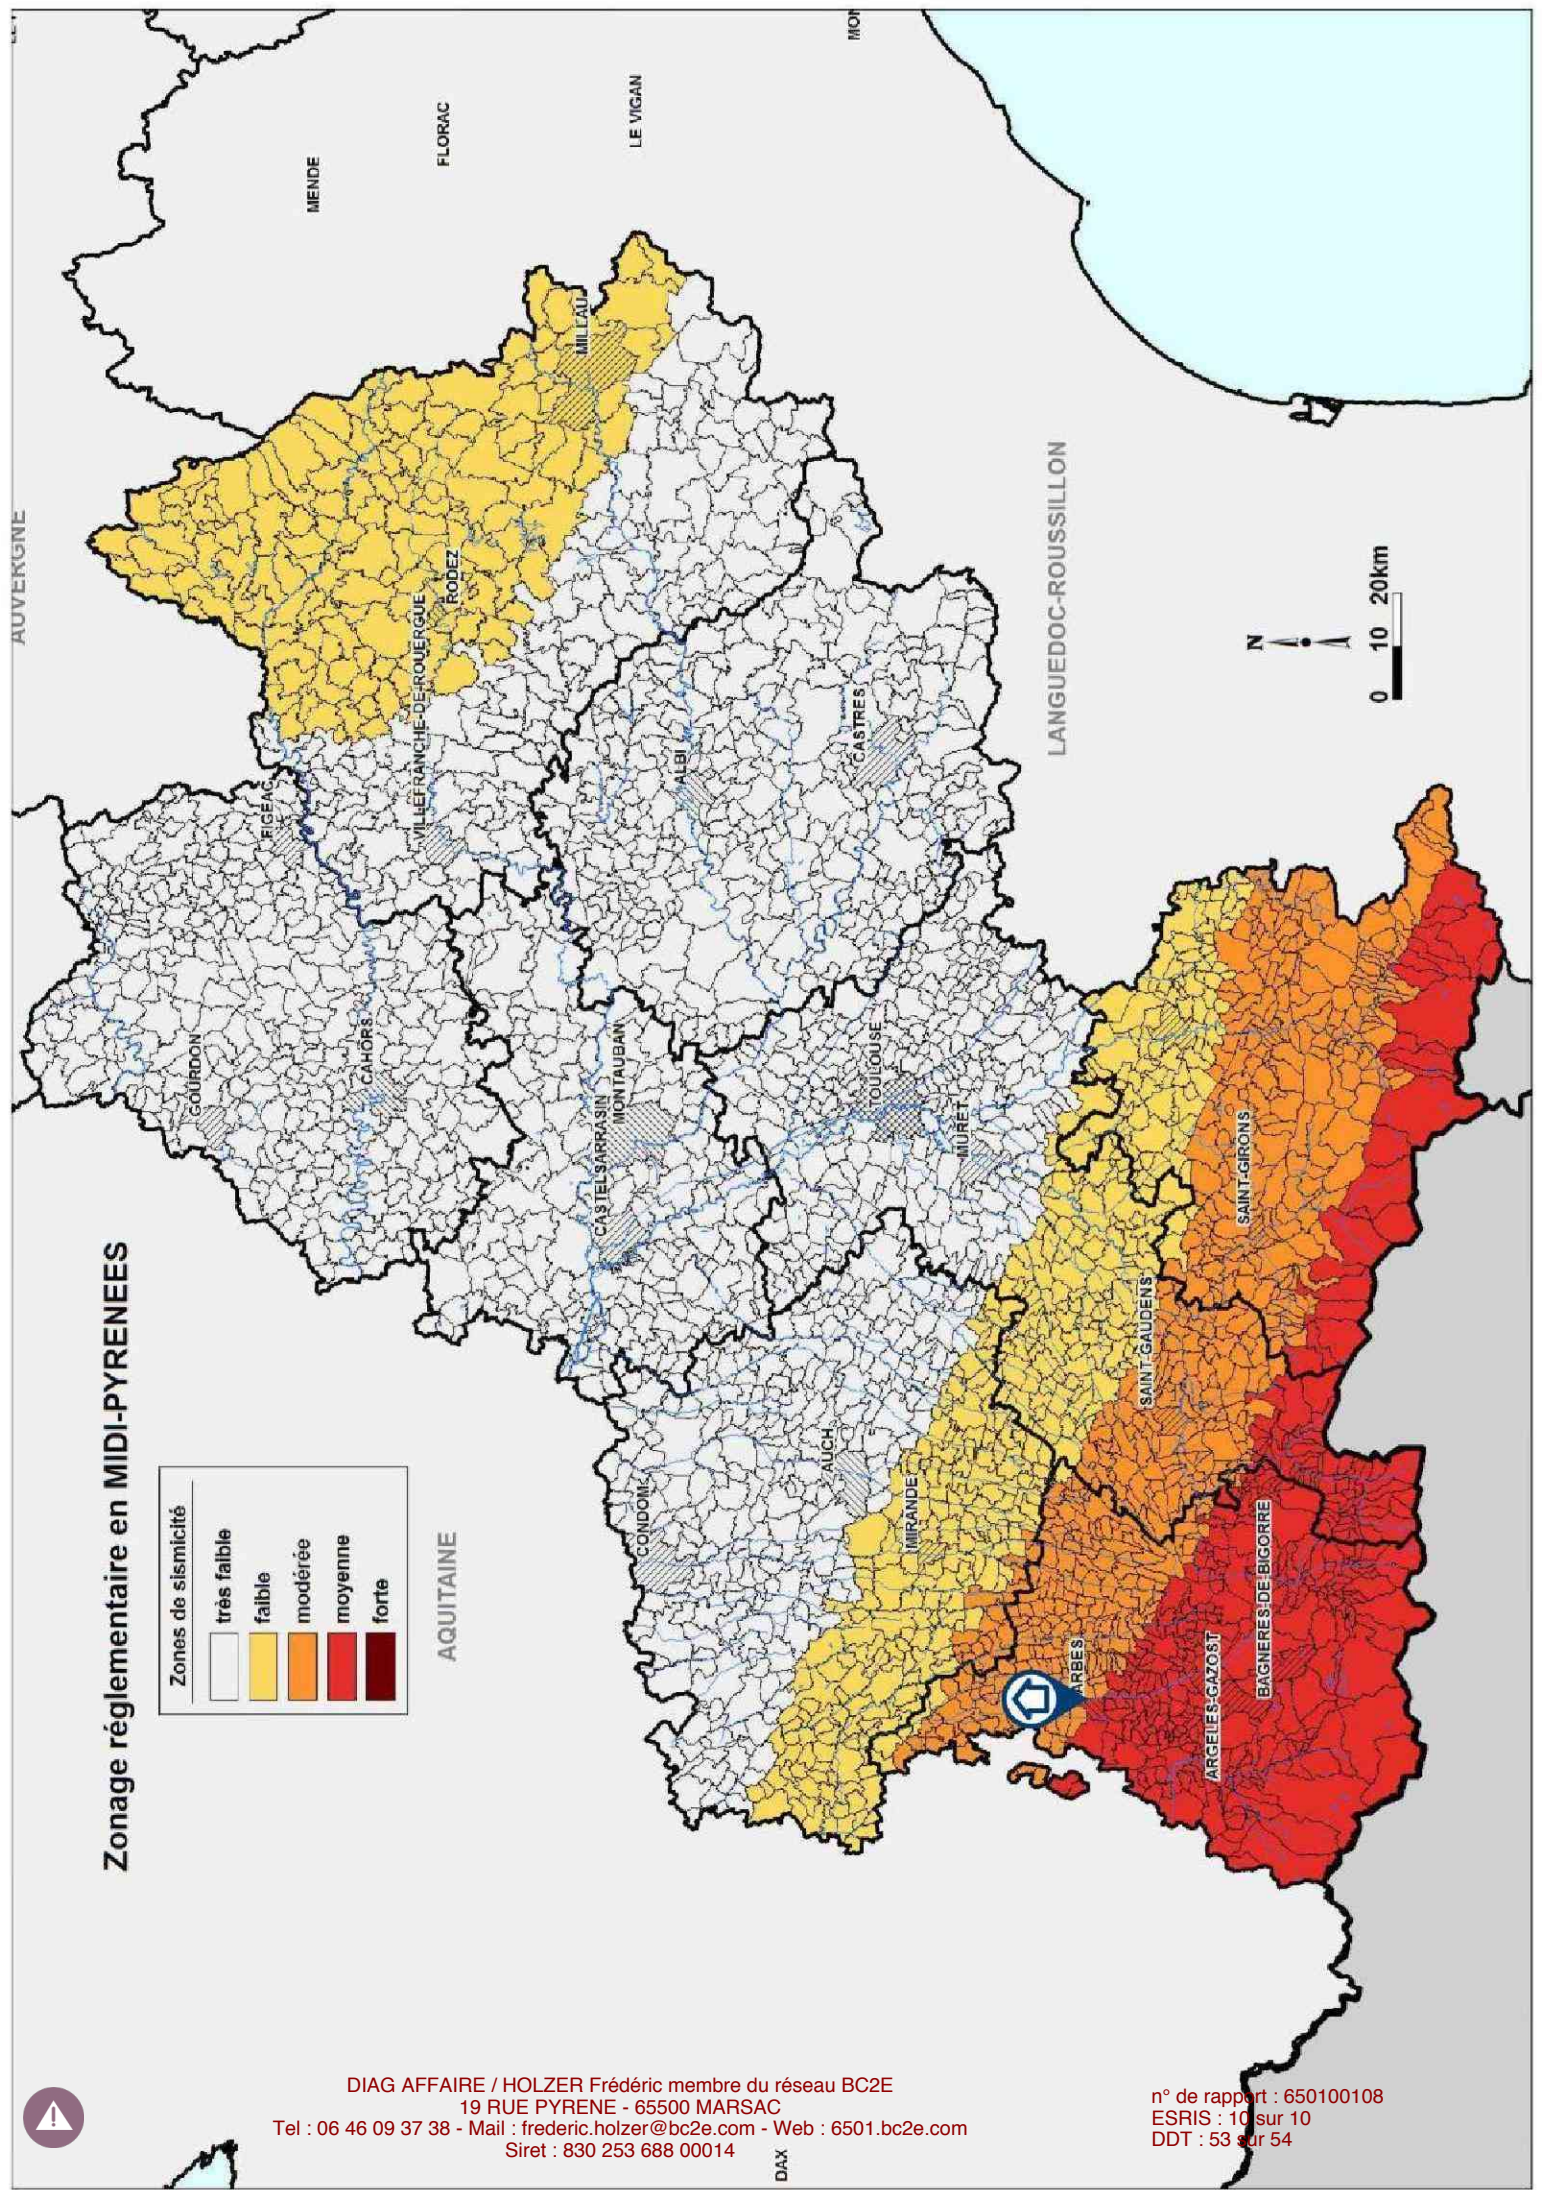 Zonage réglementaire en MIDI-PYRENEES
Zones de sismicité
très faible
faible
modérée
moyenne
forte
AUVERGNE
AQUITAINE
LANGUEDOC-ROUSSILLON
MENDE
FLORAC
LE VIGAN
MILLAU
RODEZ
VILLEFRANCHE-DE-ROUERGUE
FIGEAC
GOURDON
CAHORS
ALBI
CASTRES
CASTELSARRASIN
MONTAUBAN
TOULOUSE
MURET
CONDOM
AUCH
MIRANDE
SAINT-GAUDENS
SAINT-GIRONS
ARBES
ARGELES-GAZOST
BAGNERES-DE-BIGORRE
DAX
MON
N
0 10 20km
DIAG AFFAIRE / HOLZER Frédéric membre du réseau BC2E
19 RUE PYRENE - 65500 MARSAC
Tel : 06 46 09 37 38 - Mail : frederic.holzer@bc2e.com - Web : 6501.bc2e.com
Siret : 830 253 688 00014
n° de rapport : 650100108
ESRIS : 10 sur 10
DDT : 53 sur 54